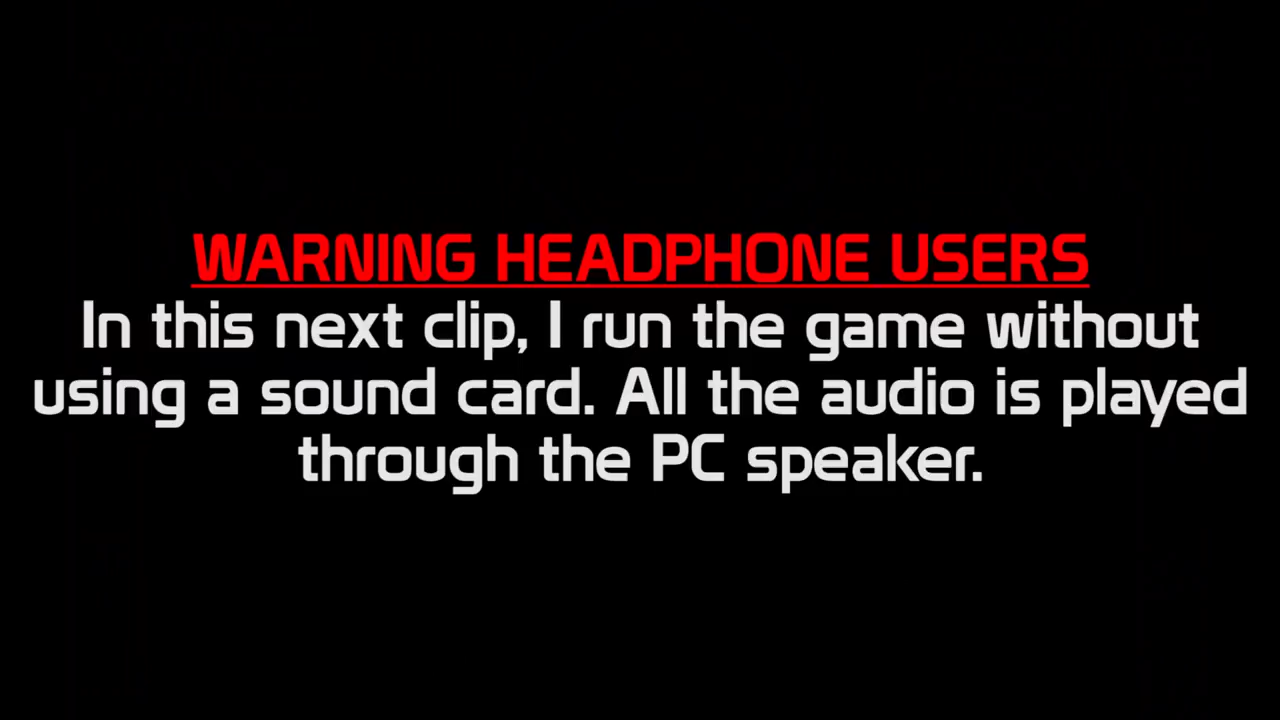 WARNING HEADPHONE USERS
In this next clip, I run the game without
using a sound card. All the audio is played
through the PC speaker.